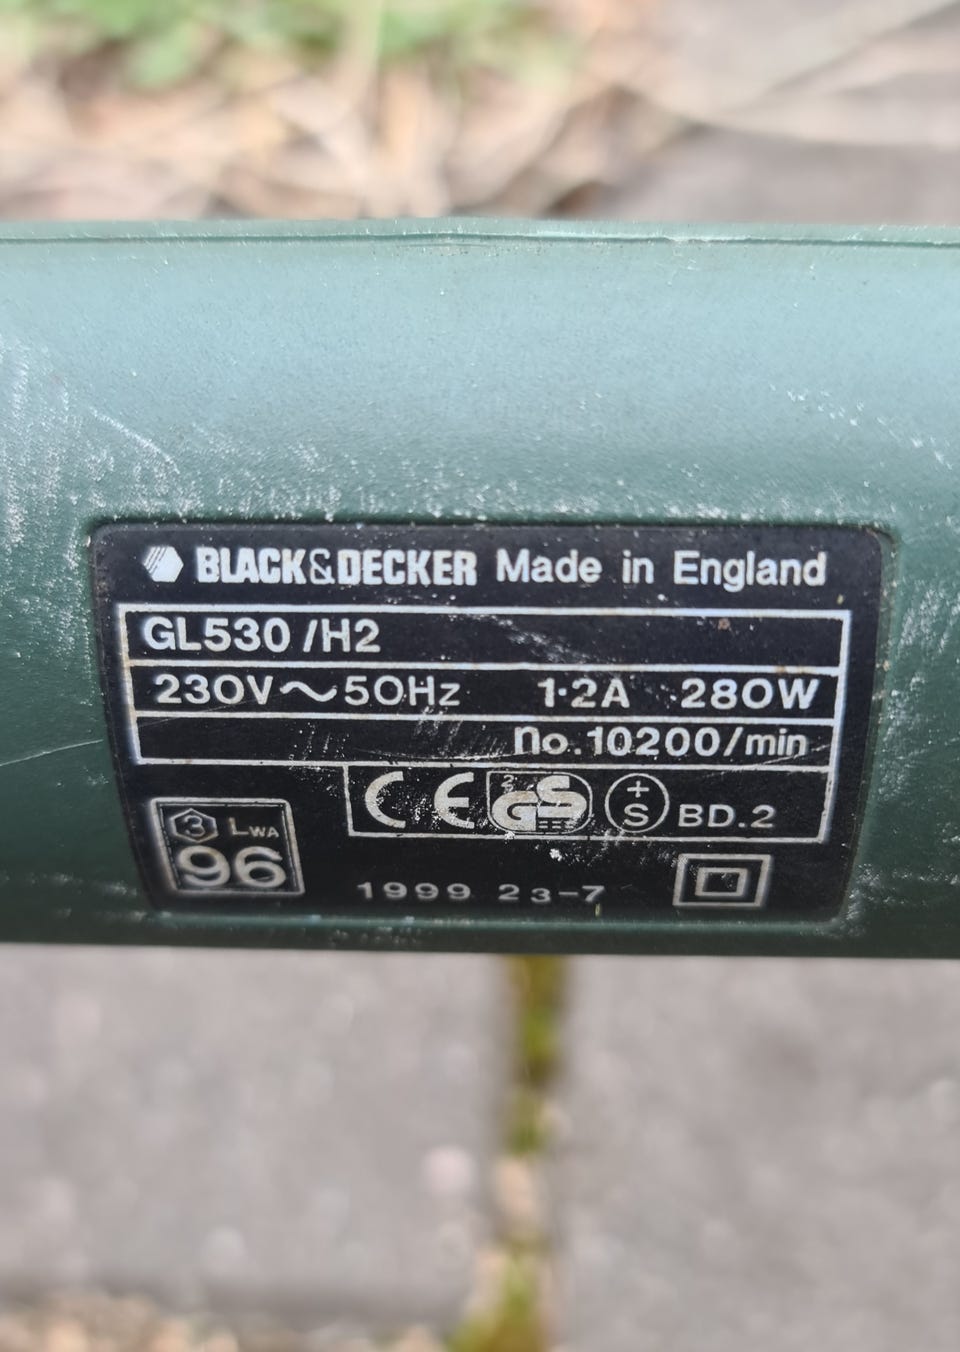 BLACK&DECKER Made in England
GL530 /H2
230V ~ 50Hz 1·2A 280W
no.10200/min
CE 2 GS + S BD.2
3 LWA
96
1999 23-7